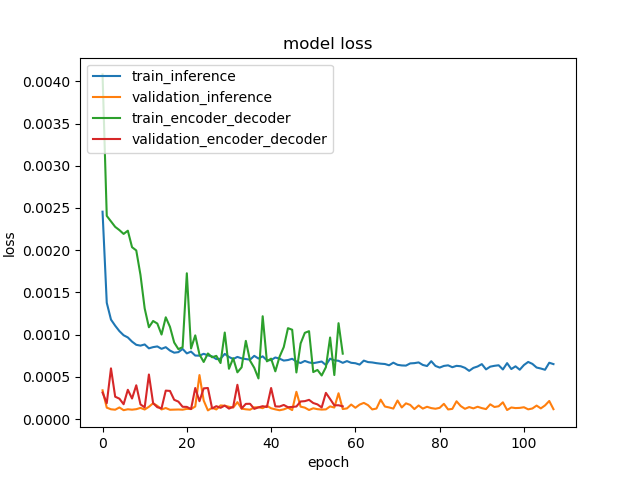 model loss
train_inference
validation_inference
train_encoder_decoder
validation_encoder_decoder
0.0040
0.0035
0.0030
0.0025
0.0020
0.0015
0.0010
0.0005
0.0000
loss
0 20 40 60 80 100
epoch